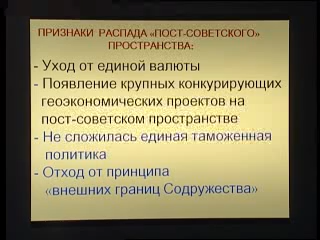 ПРИЗНАКИ РАСПАДА «ПОСТ-СОВЕТСКОГО»
ПРОСТРАНСТВА:
- Уход от единой валюты
- Появление крупных конкурирующих
геоэкономических проектов на
пост-советском пространстве
- Не сложилась единая таможенная
политика
- Отход от принципа
«внешних границ Содружества»